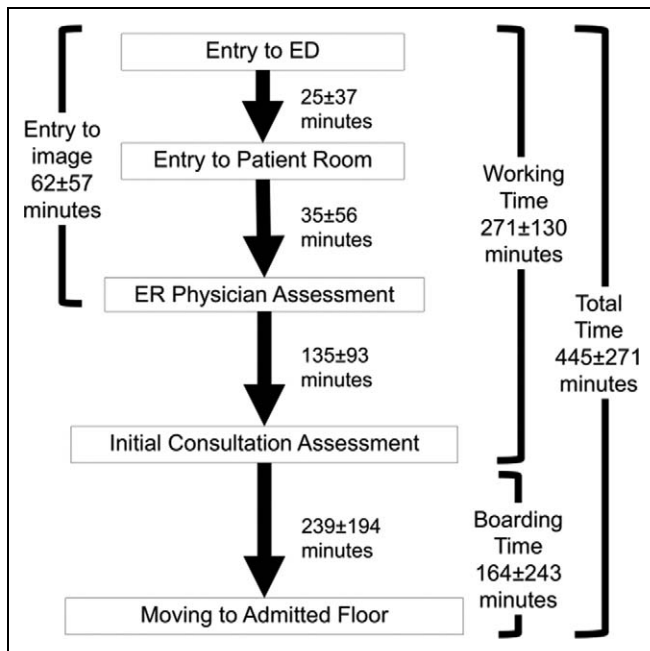 Entry to ED
25±37
minutes
Entry to
image
62±57
minutes
Entry to Patient Room
35±56
minutes
Working
Time
271±130
minutes
ER Physician Assessment
Total
Time
445±271
minutes
135±93
minutes
Initial Consultation Assessment
239±194
minutes
Boarding
Time
164±243
minutes
Moving to Admitted Floor